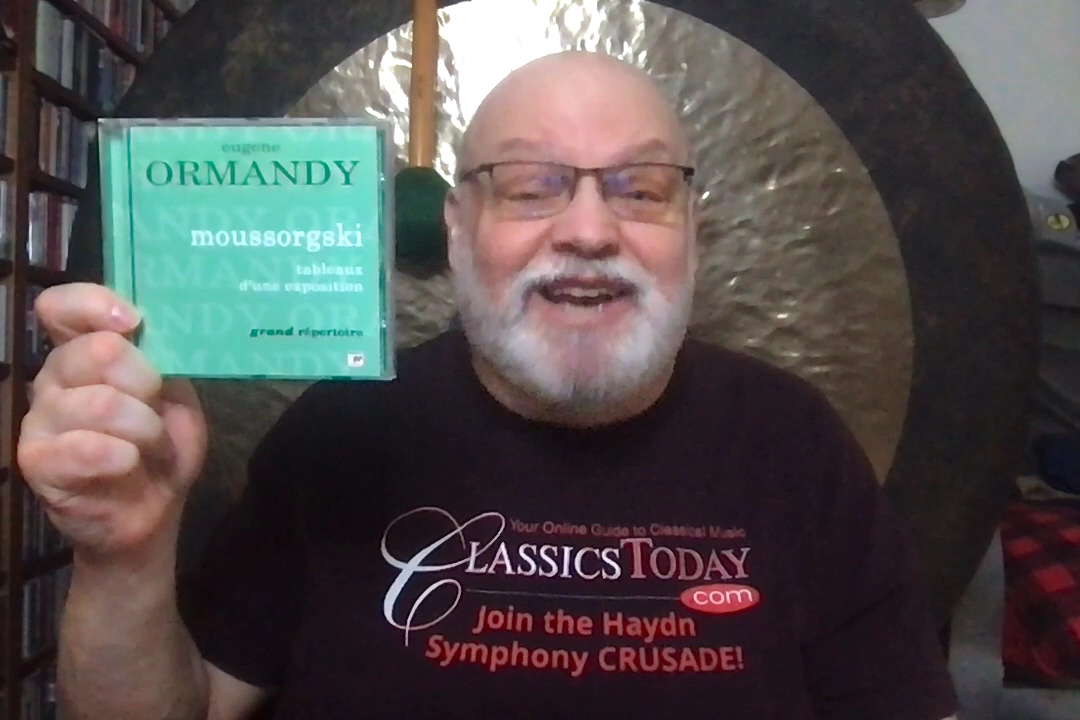 eugene
ORMANDY
moussorgski
tableaux
d'une exposition
grand répertoire
Your Online Guide to Classical Music
CLASSICSTODAY
com
Join the Haydn
Symphony CRUSADE!